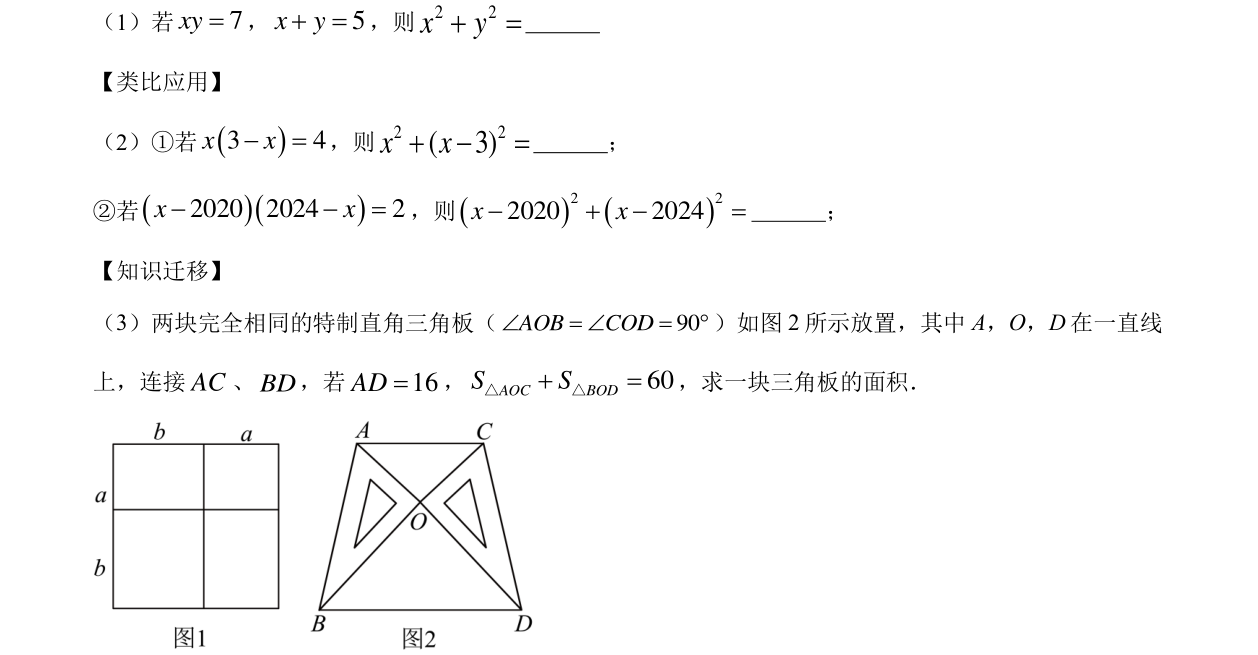 （1）若 xy = 7， x + y = 5，则 x² + y² = ______
【类比应用】
（2）①若 x(3 − x) = 4，则 x² + (x − 3)² = ______；
②若 (x − 2020)(2024 − x) = 2，则 (x − 2020)² + (x − 2024)² = ______；
【知识迁移】
（3）两块完全相同的特制直角三角板（ ∠AOB = ∠COD = 90° ）如图 2 所示放置，其中 A，O，D 在一直线
上，连接 AC 、 BD，若 AD = 16， S△AOC + S△BOD = 60，求一块三角板的面积．
b a
a
b
图1
A C
O
B D
图2